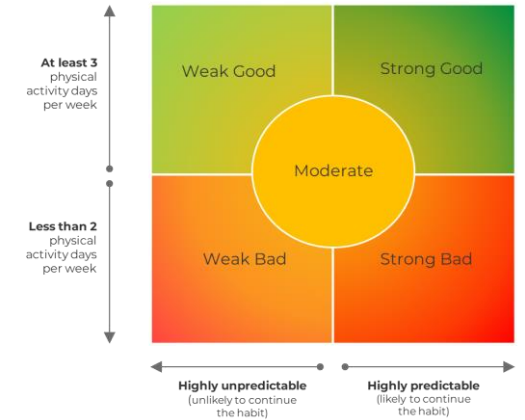 At least 3
physical
activity days
per week
Weak Good
Strong Good
Moderate
Less than 2
physical
activity days
per week
Weak Bad
Strong Bad
Highly unpredictable
(unlikely to continue
the habit)
Highly predictable
(likely to continue
the habit)